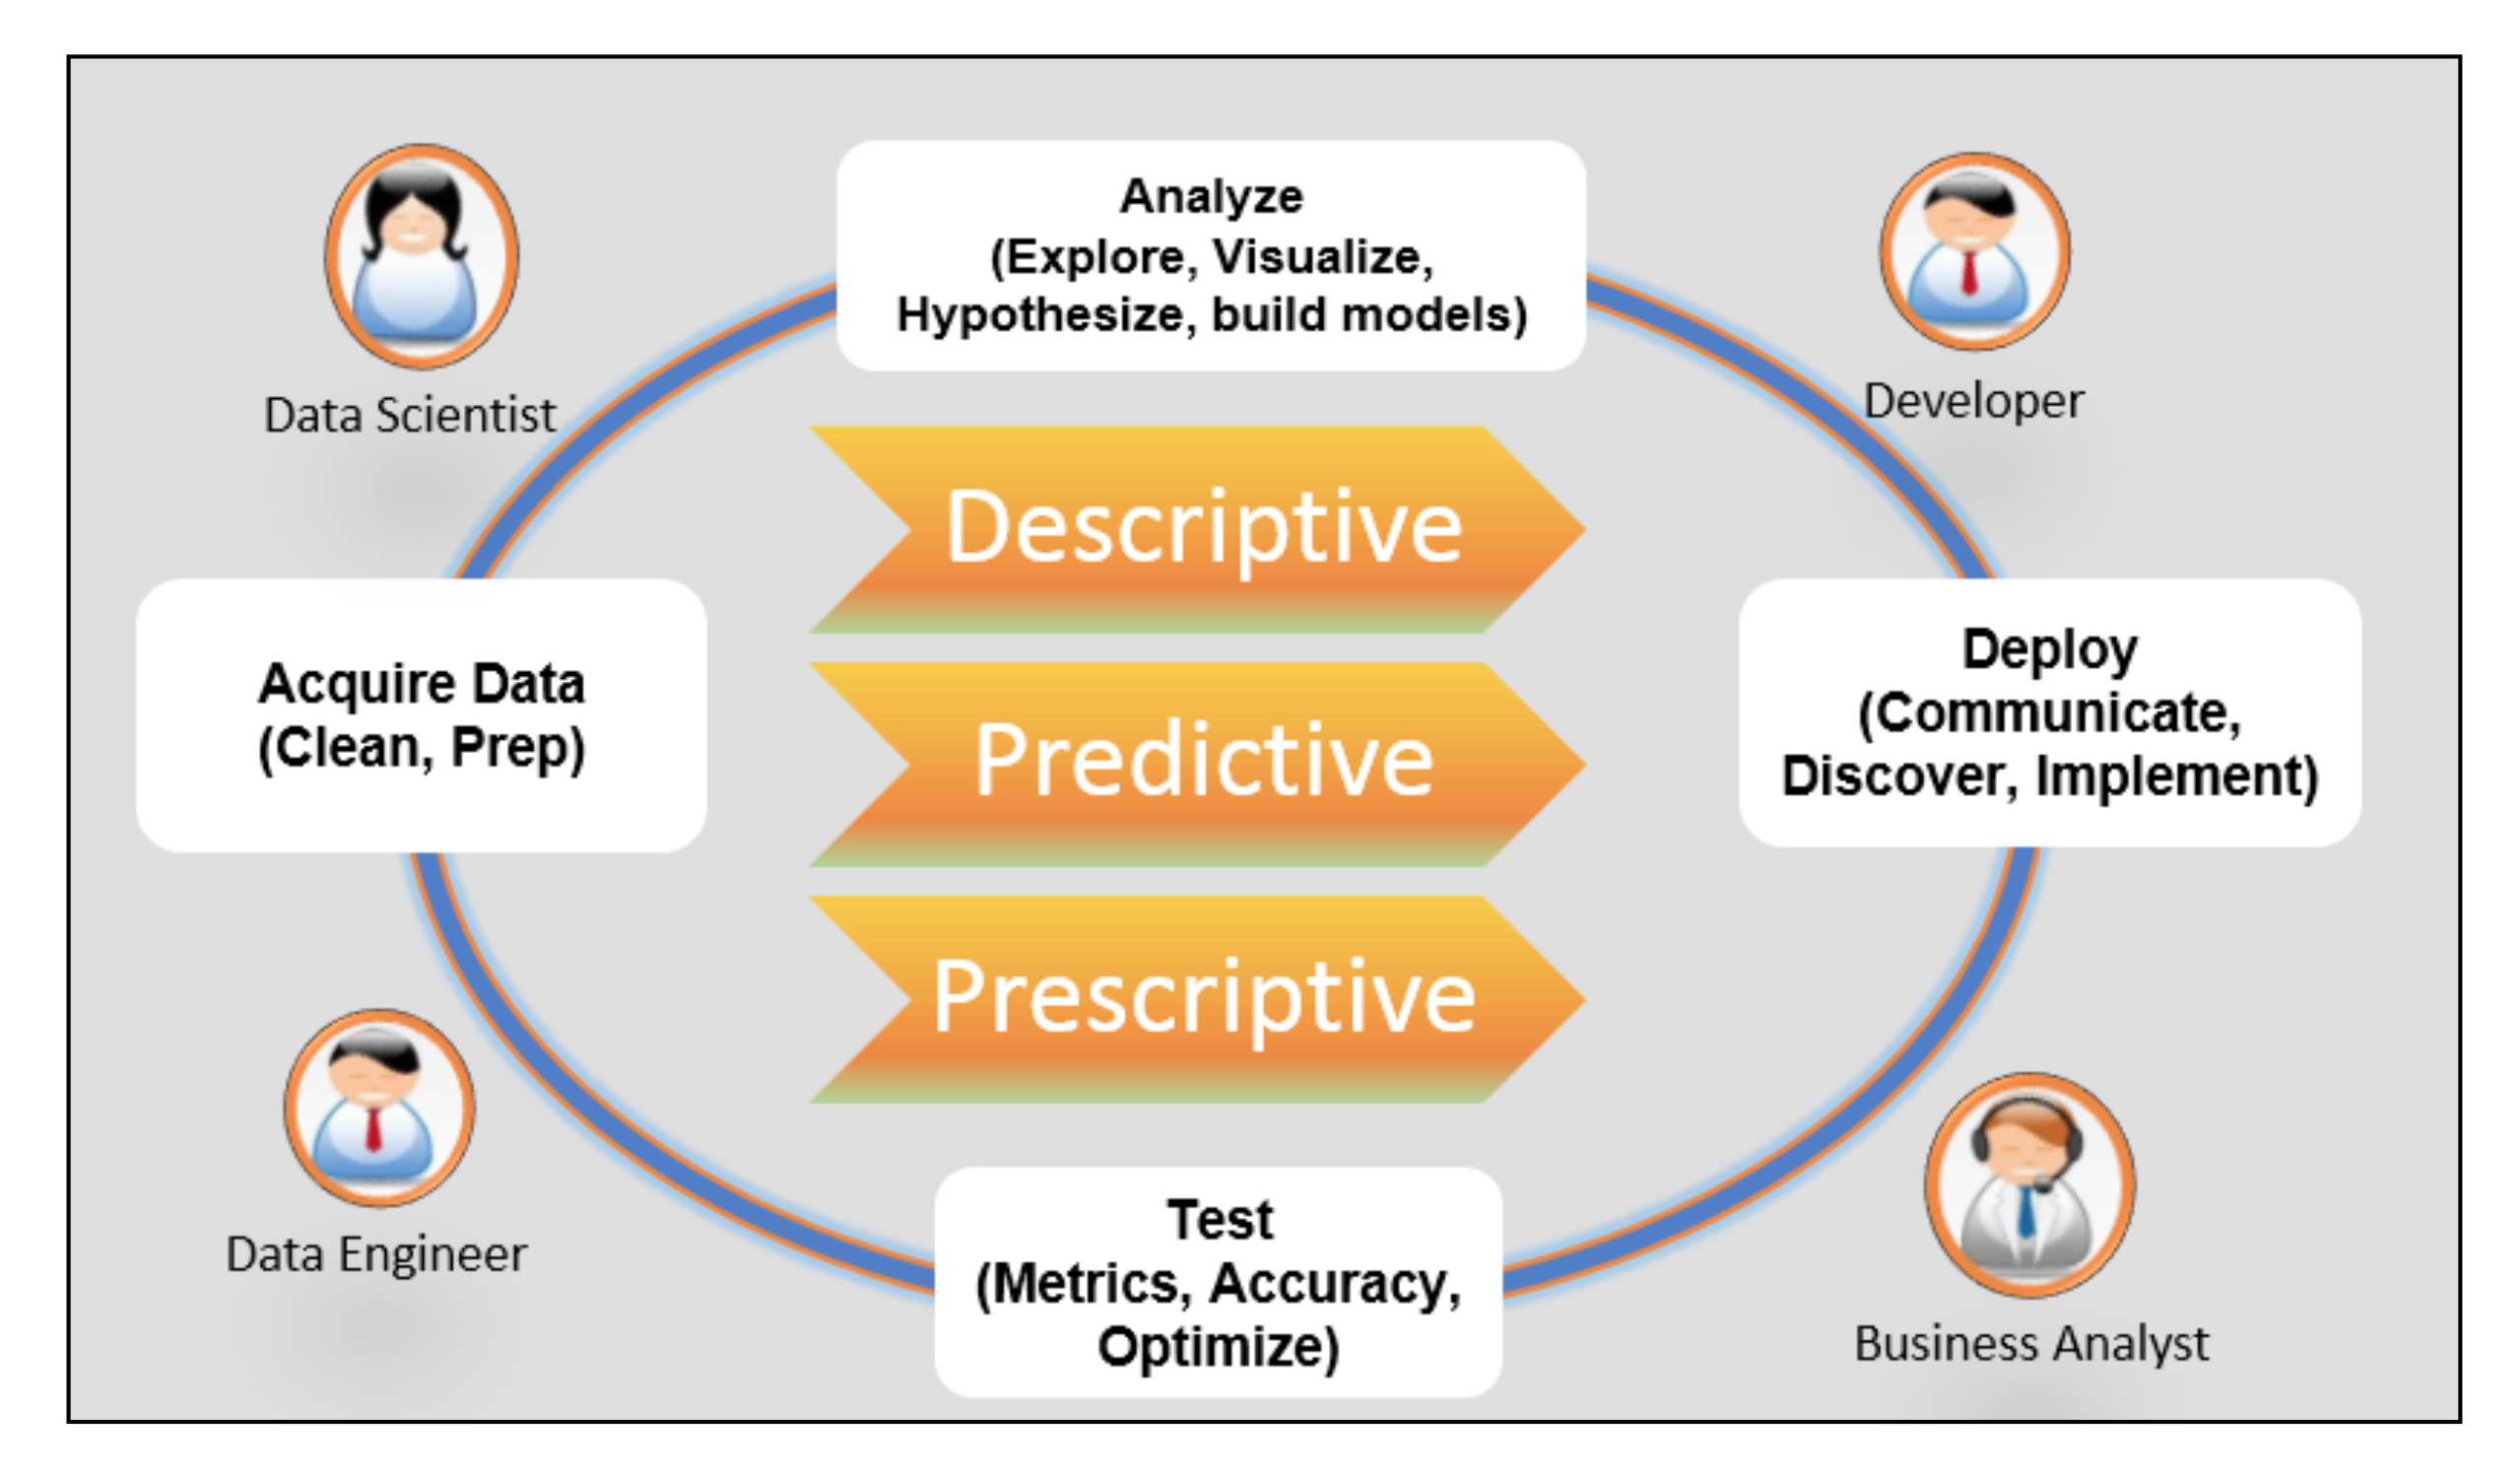 Analyze
(Explore, Visualize,
Hypothesize, build models)
Data Scientist
Developer
Descriptive
Acquire Data
(Clean, Prep)
Predictive
Deploy
(Communicate,
Discover, Implement)
Prescriptive
Data Engineer
Test
(Metrics, Accuracy,
Optimize)
Business Analyst